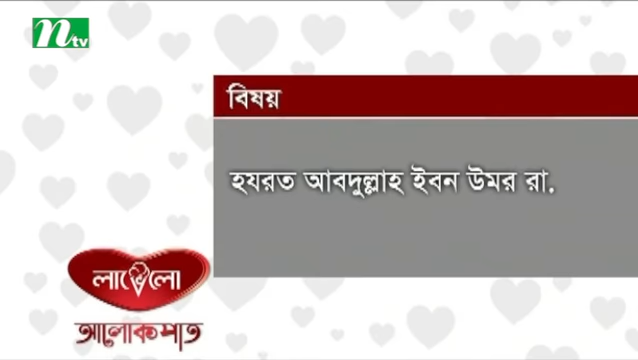 ntv
বিষয়
হযরত আবদুল্লাহ ইবন উমর রা.
লাভেলো
আলোকপাত